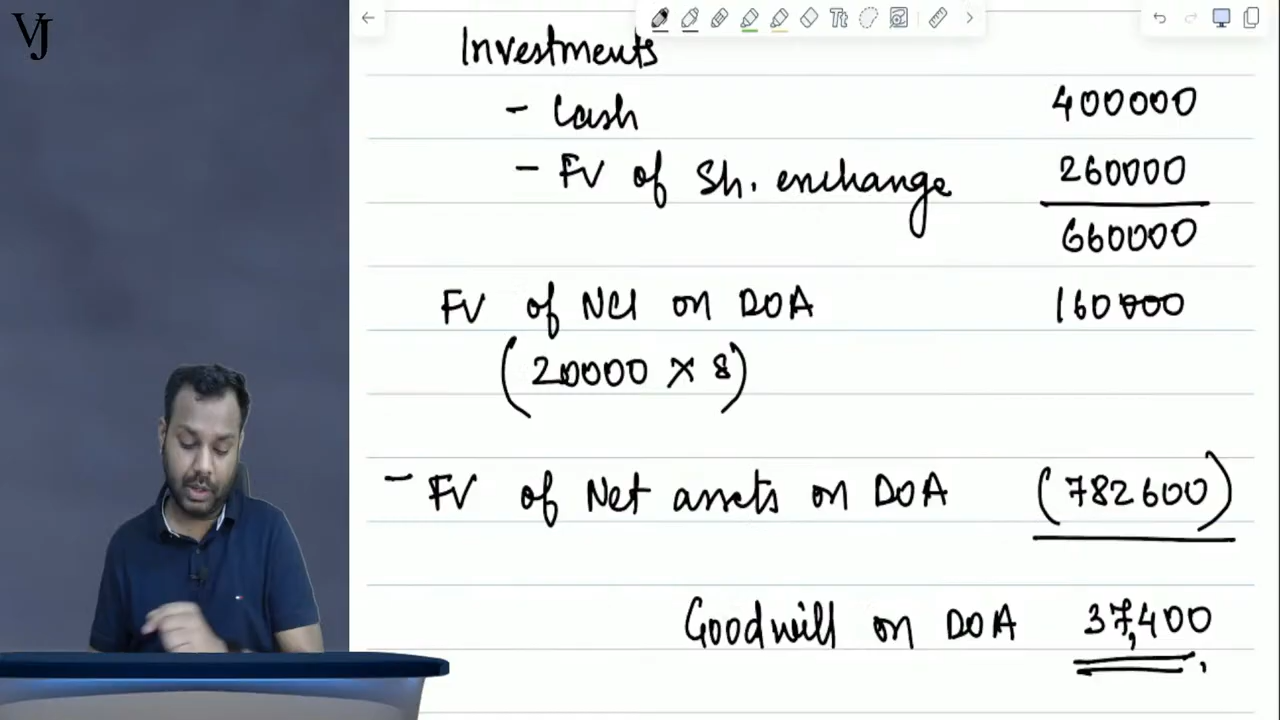 VJ
Tt
Investments
- Cash 400000
- FV of Sh. exchange 260000
660000
FV of NCI on DOA 160000
(20000 × 8)
- FV of Net assets on DOA (782600)
Goodwill on DOA 37,400